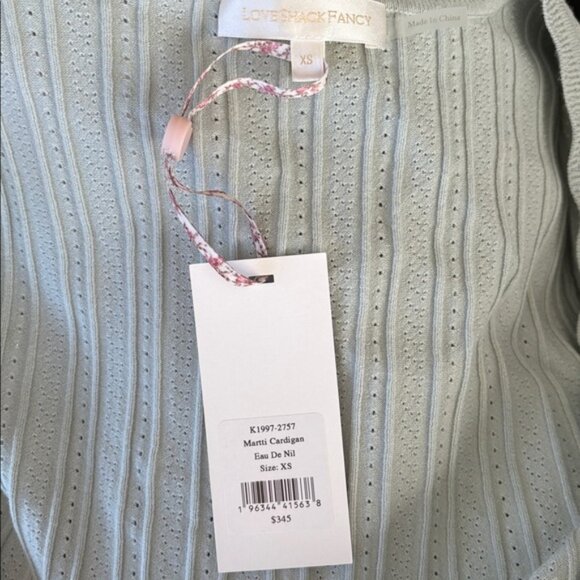 LoveShackFancy
Made in China
XS
K1997-2757
Martti Cardigan
Eau De Nil
Size: XS
1 96344 41563 8
$345